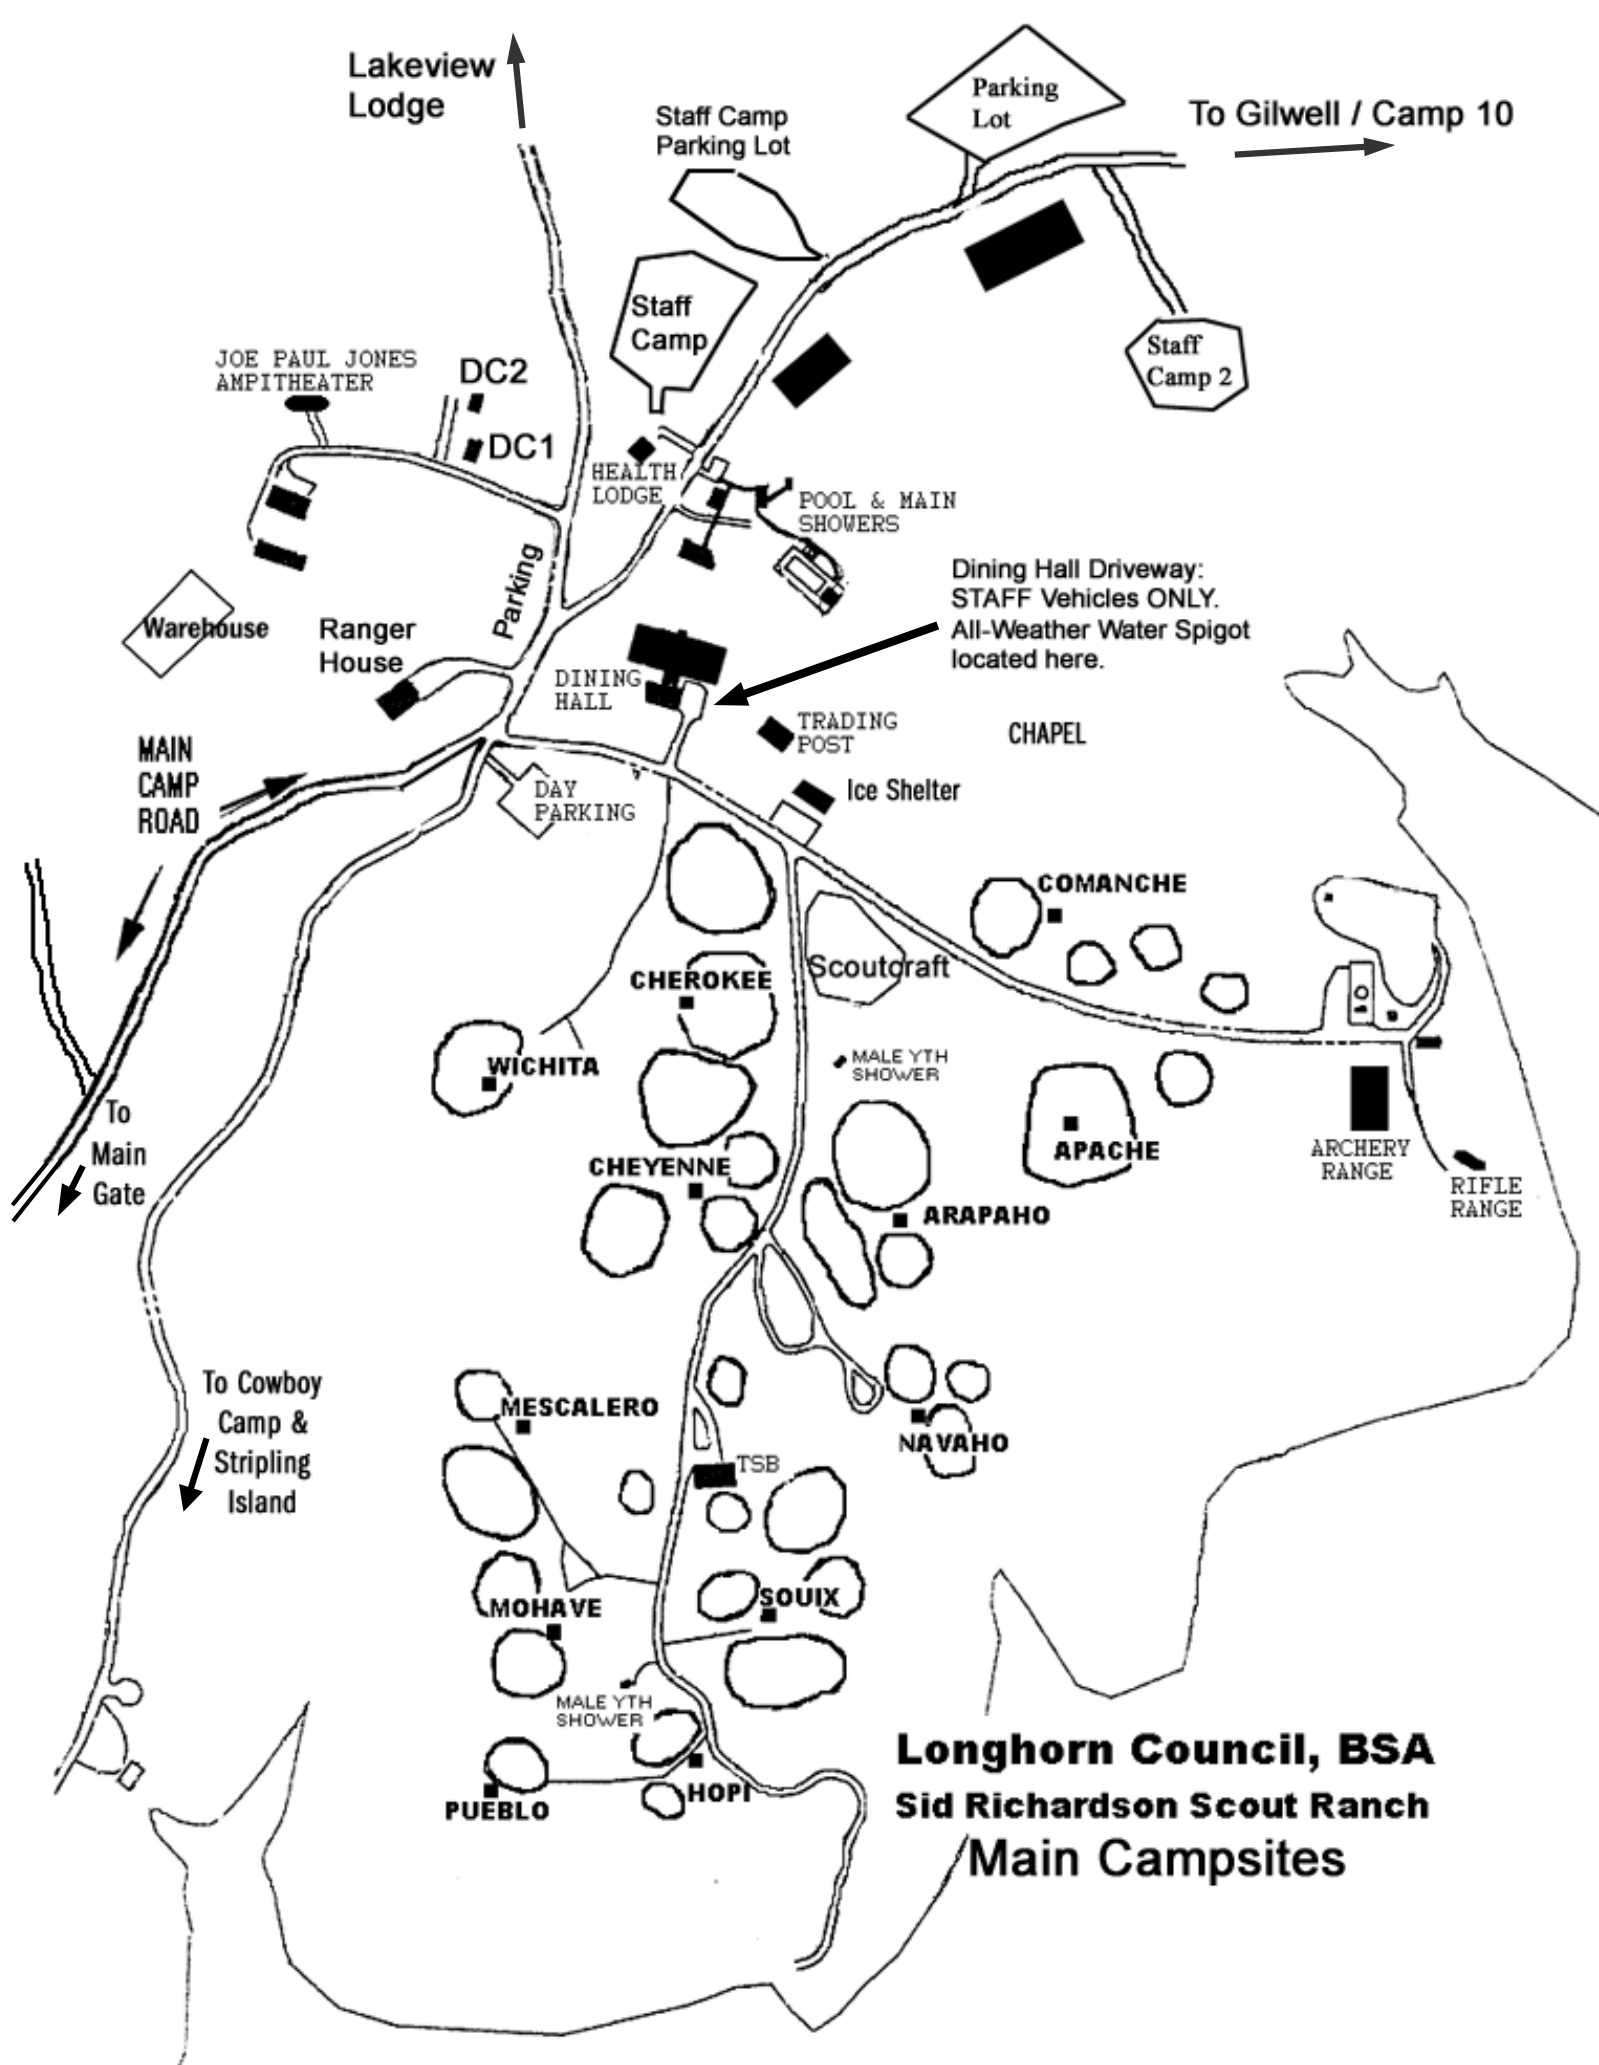 Lakeview
Lodge
Staff Camp
Parking Lot
Parking
Lot
To Gilwell / Camp 10
Staff
Camp
Staff
Camp 2
JOE PAUL JONES
AMPITHEATER
DC2
DC1
HEALTH
LODGE
POOL & MAIN
SHOWERS
Parking
Dining Hall Driveway:
STAFF Vehicles ONLY.
All-Weather Water Spigot
located here.
Warehouse
Ranger
House
DINING
HALL
TRADING
POST
CHAPEL
MAIN
CAMP
ROAD
DAY
PARKING
Ice Shelter
COMANCHE
Scoutcraft
CHEROKEE
WICHITA
MALE YTH
SHOWER
APACHE
ARCHERY
RANGE
RIFLE
RANGE
To
Main
Gate
CHEYENNE
ARAPAHO
To Cowboy
Camp &
Stripling
Island
MESCALERO
NAVAHO
TSB
MOHAVE
SOUIX
MALE YTH
SHOWER
HOPI
PUEBLO
Longhorn Council, BSA
Sid Richardson Scout Ranch
Main Campsites